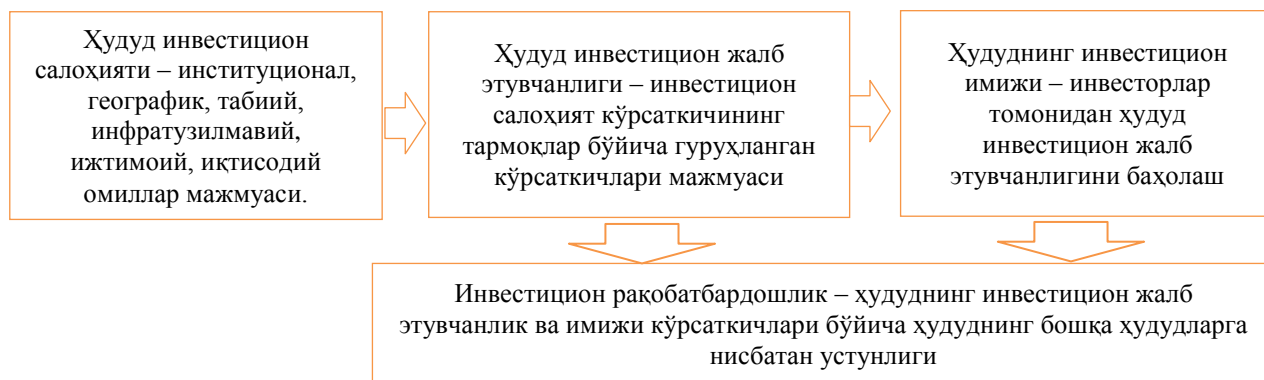 Ҳудуд инвестицион
салоҳияти – институционал,
географик, табиий,
инфратузилмавий,
ижтимоий, иқтисодий
омиллар мажмуаси.
Ҳудуд инвестицион жалб
этувчанлиги – инвестицион
салоҳият кўрсаткичининг
тармоқлар бўйича гуруҳланган
кўрсаткичлари мажмуаси
Ҳудуднинг инвестицион
имижи – инвесторлар
томонидан ҳудуд
инвестицион жалб
этувчанлигини баҳолаш
Инвестицион рақобатбардошлик – ҳудуднинг инвестицион жалб
этувчанлик ва имижи кўрсаткичлари бўйича ҳудуднинг бошқа ҳудудларга
нисбатан устунлиги